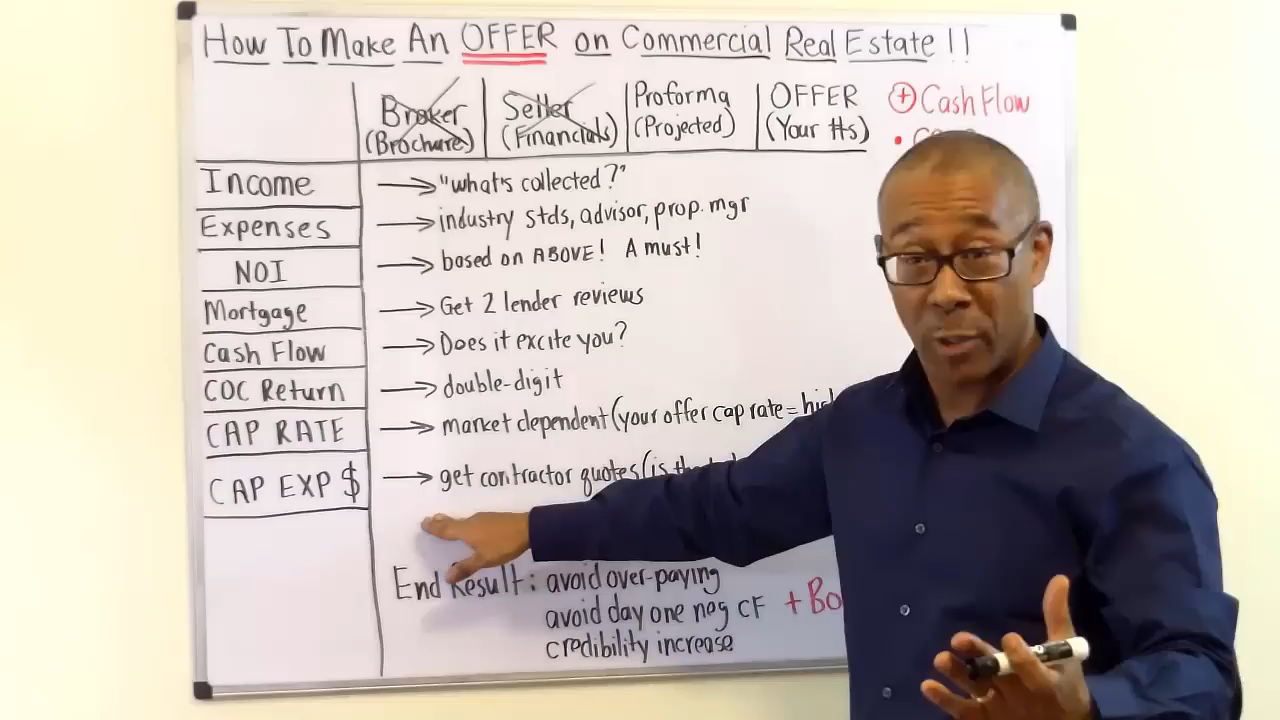 How To Make An OFFER on Commercial Real Estate!!
Broker (Brochure)
Seller (Financials)
Proforma (Projected)
OFFER (Your #s)
+ Cash Flow
•
Income → "what's collected?"
Expenses → industry stds, advisor, prop. mgr
NOI → based on ABOVE! A must!
Mortgage → Get 2 lender reviews
Cash Flow → Does it excite you?
COC Return → double-digit
CAP RATE → market dependent (your offer cap rate =
CAP EXP $ → get contractor quotes (is
End Result: avoid over-paying
avoid day one neg CF +
credibility increase